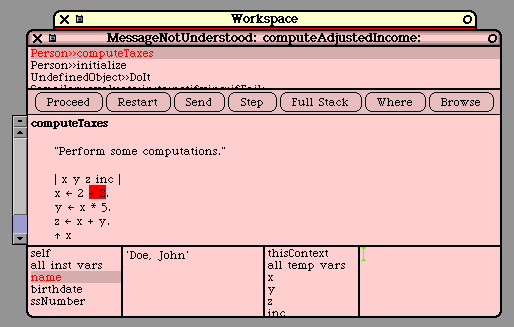 Workspace
MessageNotUnderstood: computeAdjustedIncome:
Person>>computeTaxes
Person>>initialize
UndefinedObject>>DoIt
Proceed Restart Send Step Full Stack Where Browse
computeTaxes
"Perform some computations."
| x y z inc |
x ← 2 + 2.
y ← x * 5.
z ← x + y.
↑ x
self
all inst vars
name
birthdate
ssNumber
'Doe, John'
thisContext
all temp vars
x
y
z
inc